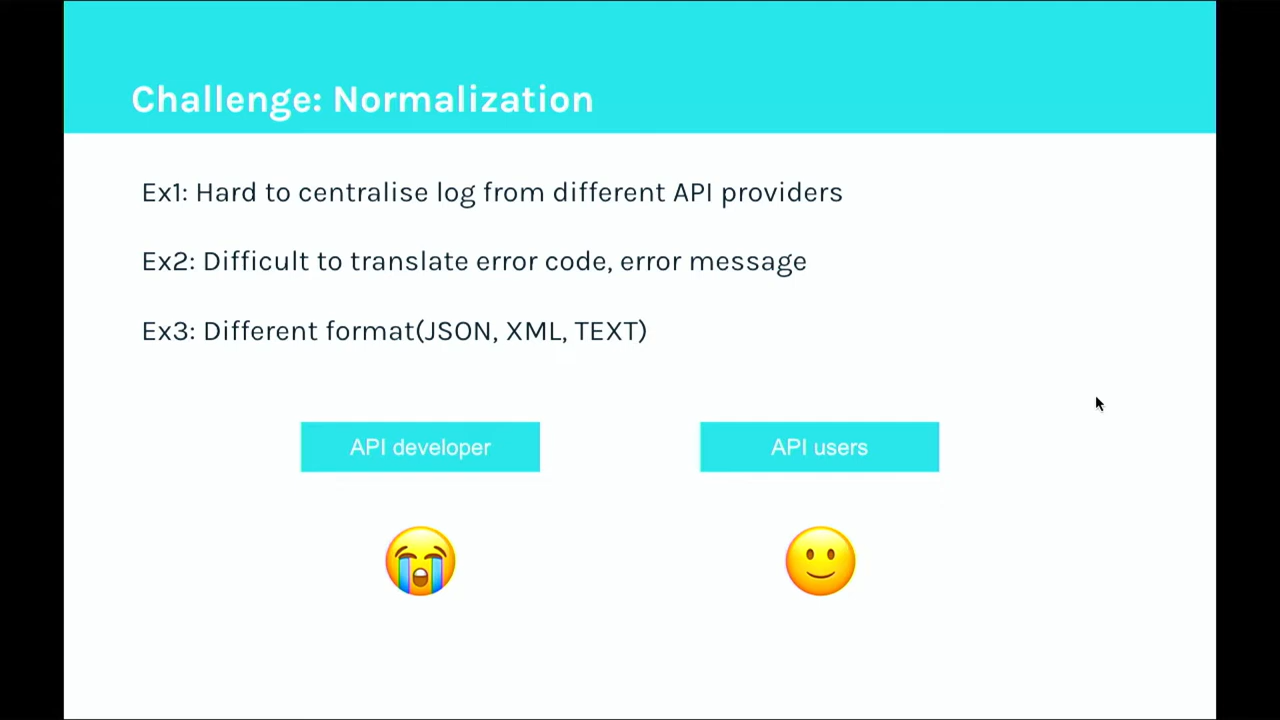 Challenge: Normalization
Ex1: Hard to centralise log from different API providers
Ex2: Difficult to translate error code, error message
Ex3: Different format(JSON, XML, TEXT)
API developer
API users